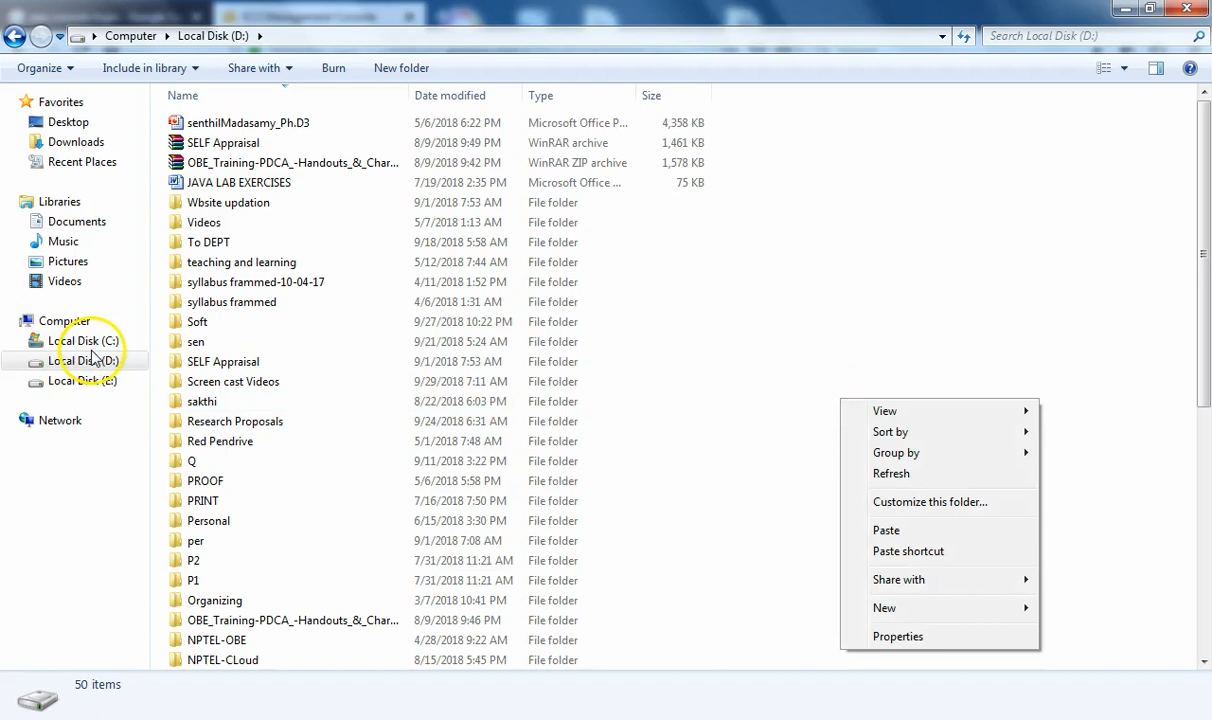 Computer
Local Disk (D:)
Search Local Disk (D:)
Organize
Include in library
Share with
Burn
New folder
Favorites
Desktop
Downloads
Recent Places
Libraries
Documents
Music
Pictures
Videos
Computer
Local Disk (C:)
Local Disk (D:)
Local Disk (E:)
Network
Name Date modified Type Size
senthilMadasamy_Ph.D3 5/6/2018 6:22 PM Microsoft Office P... 4,358 KB
SELF Appraisal 8/9/2018 9:49 PM WinRAR archive 1,461 KB
OBE_Training-PDCA_-Handouts_&_Char... 8/9/2018 9:42 PM WinRAR ZIP archive 1,578 KB
JAVA LAB EXERCISES 7/19/2018 2:35 PM Microsoft Office ... 75 KB
Wbsite updation 9/1/2018 7:53 AM File folder
Videos 5/7/2018 1:13 AM File folder
To DEPT 9/18/2018 5:58 AM File folder
teaching and learning 5/12/2018 7:44 AM File folder
syllabus frammed-10-04-17 4/11/2018 1:52 PM File folder
syllabus frammed 4/6/2018 1:31 AM File folder
Soft 9/27/2018 10:22 PM File folder
sen 9/21/2018 5:24 AM File folder
SELF Appraisal 9/1/2018 7:53 AM File folder
Screen cast Videos 9/29/2018 7:11 AM File folder
sakthi 8/22/2018 6:03 PM File folder
Research Proposals 9/24/2018 6:31 AM File folder
Red Pendrive 5/1/2018 7:48 AM File folder
Q 9/11/2018 3:22 PM File folder
PROOF 5/6/2018 5:58 PM File folder
PRINT 7/16/2018 7:50 PM File folder
Personal 6/15/2018 3:30 PM File folder
per 9/1/2018 7:08 AM File folder
P2 7/31/2018 11:21 AM File folder
P1 7/31/2018 11:21 AM File folder
Organizing 3/7/2018 10:41 PM File folder
OBE_Training-PDCA_-Handouts_&_Char... 8/9/2018 9:46 PM File folder
NPTEL-OBE 4/28/2018 9:22 AM File folder
NPTEL-CLoud 8/15/2018 5:45 PM File folder
View
Sort by
Group by
Refresh
Customize this folder...
Paste
Paste shortcut
Share with
New
Properties
50 items